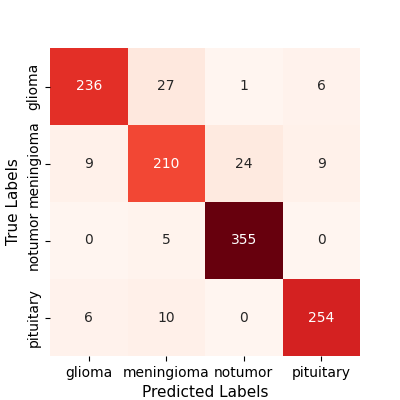 True Labels
glioma 236 27 1 6
meningioma 9 210 24 9
notumor 0 5 355 0
pituitary 6 10 0 254
glioma meningioma notumor pituitary
Predicted Labels